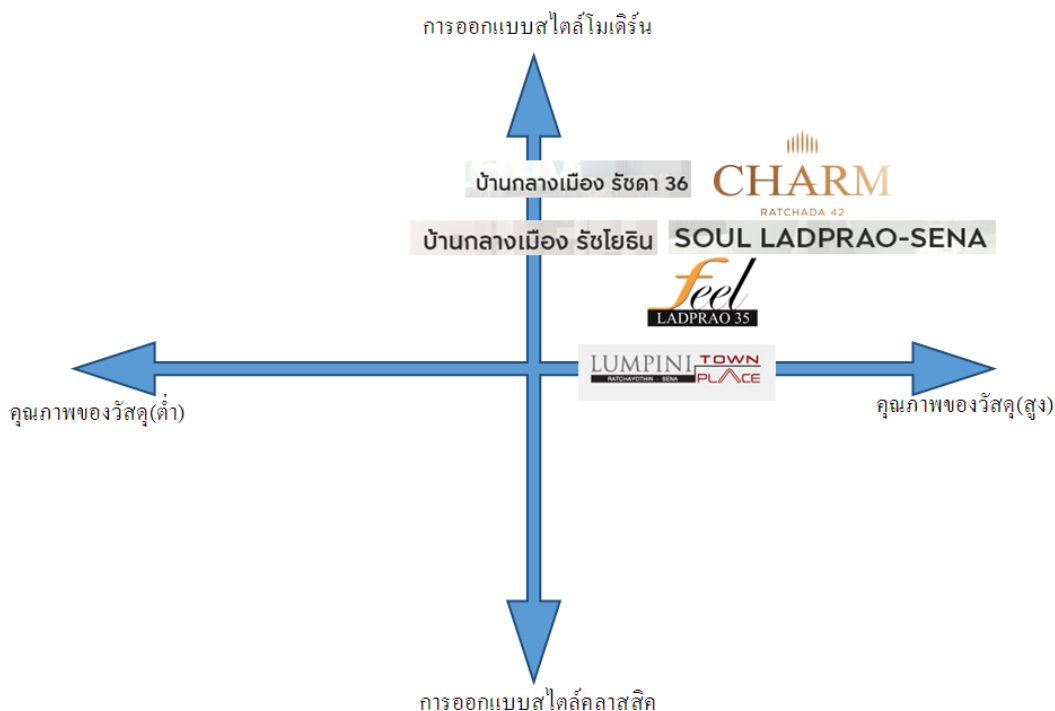 การออกแบบสไตล์โมเดิร์น
บ้านกลางเมือง รัชดา 36
CHARM
RATCHADA 42
บ้านกลางเมือง รัชโยธิน
SOUL LADPRAO-SENA
feel
LADPRAO 35
LUMPINI TOWN
RATCHAYOTHIN - SENA PLACE
คุณภาพของวัสดุ(ต่ำ)
คุณภาพของวัสดุ(สูง)
การออกแบบสไตล์คลาสสิค